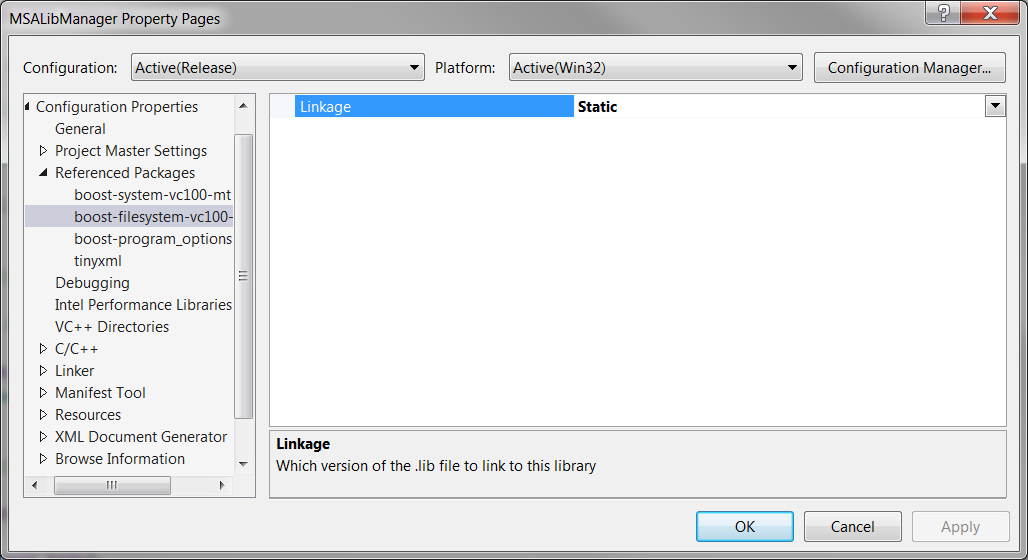 MSALibManager Property Pages
Configuration: Active(Release) Platform: Active(Win32) Configuration Manager...
Configuration Properties
General
Project Master Settings
Referenced Packages
boost-system-vc100-mt
boost-filesystem-vc100-
boost-program_options
tinyxml
Debugging
Intel Performance Libraries
VC++ Directories
C/C++
Linker
Manifest Tool
Resources
XML Document Generator
Browse Information
Linkage Static
Linkage
Which version of the .lib file to link to this library
OK Cancel Apply